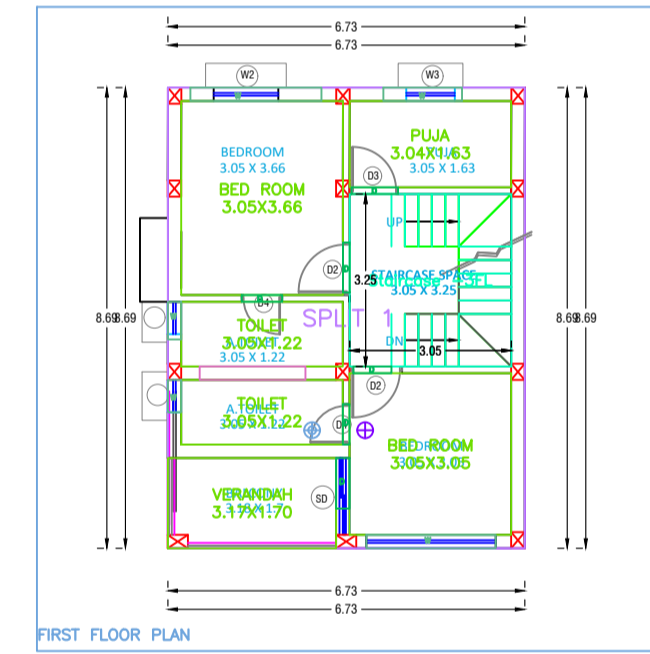 6.73
6.73
W2
W3
BEDROOM
3.05 X 3.66
BED ROOM
3.05X3.66
PUJA
3.04X1.63
3.05 X 1.63
D3
UP
D2
STAIRCASE SPACE
3.05 X 3.25
3.25
D4
SPLIT 1
8.69
8.69
8.69
8.69
TOILET
3.05X1.22
3.05 X 1.22
DN
3.05
D2
TOILET
A.TOILET
3.05X1.22
BED ROOM
3.05X3.05
VERANDAH
3.17X1.70
SD
6.73
6.73
FIRST FLOOR PLAN